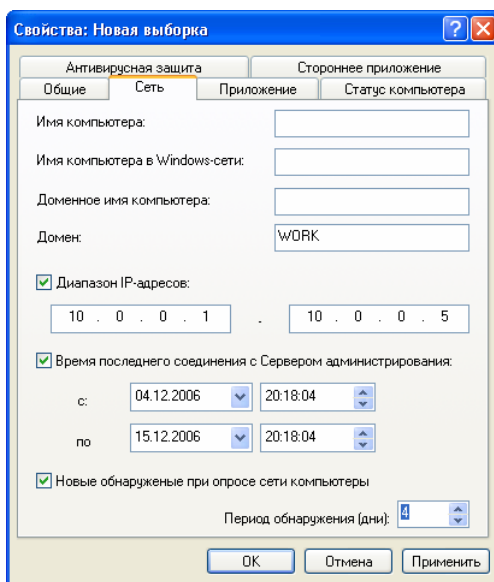 Свойства: Новая выборка
Антивирусная защита Стороннее приложение
Общие Сеть Приложение Статус компьютера
Имя компьютера:
Имя компьютера в Windows-сети:
Доменное имя компьютера:
Домен: WORK
Диапазон IP-адресов:
10 . 0 . 0 . 1 . 10 . 0 . 0 . 5
Время последнего соединения с Сервером администрирования:
с: 04.12.2006 20:18:04
по 15.12.2006 20:18:04
Новые обнаруженые при опросе сети компьютеры
Период обнаружения (дни): 4
OK Отмена Применить